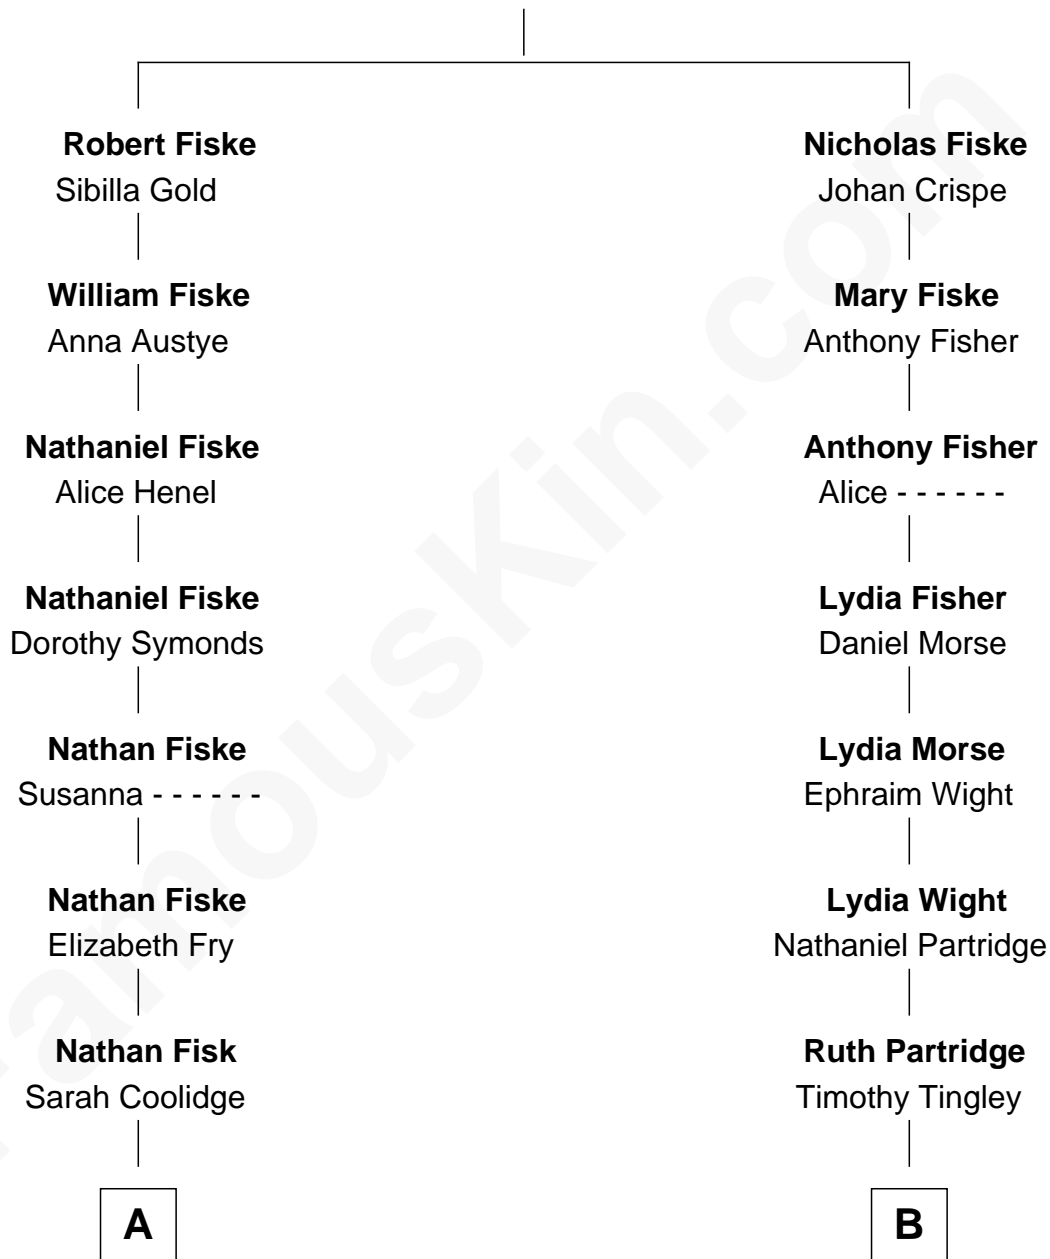 Robert Fiske
Sibilla Gold
William Fiske
Anna Austye
Nathaniel Fiske
Alice Henel
Nathaniel Fiske
Dorothy Symonds
Nathan Fiske
Susanna - - - - - -
Nathan Fiske
Elizabeth Fry
Nathan Fisk
Sarah Coolidge
A
Nicholas Fiske
Johan Crispe
Mary Fiske
Anthony Fisher
Anthony Fisher
Alice - - - - - -
Lydia Fisher
Daniel Morse
Lydia Morse
Ephraim Wight
Lydia Wight
Nathaniel Partridge
Ruth Partridge
Timothy Tingley
B
FamousKin.com